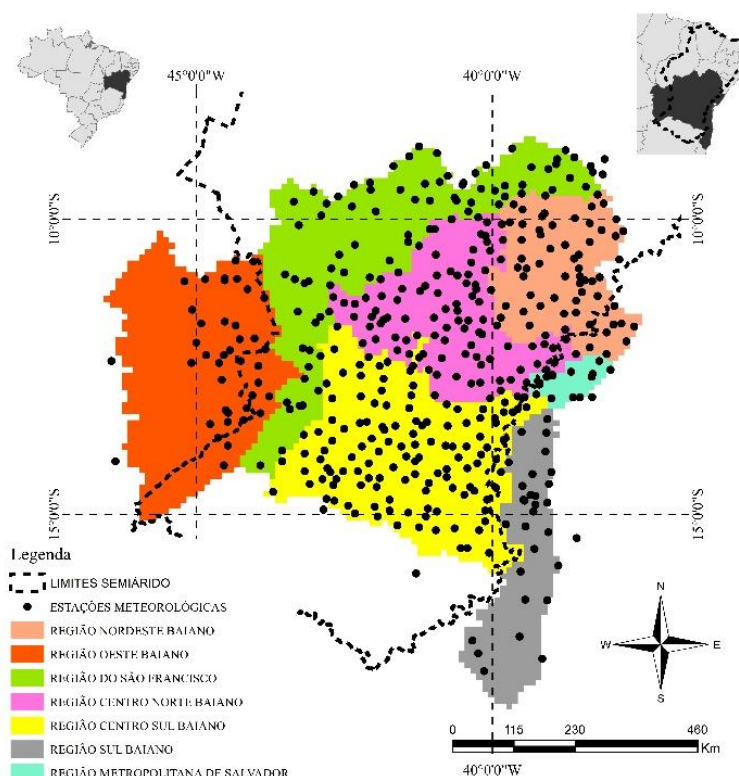 45°0'0"W
40°0'0"W
10°0'0"S
10°0'0"S
15°0'0"S
15°0'0"S
Legenda
LIMITES SEMIÁRIDO
ESTAÇÕES METEOROLÓGICAS
REGIÃO NORDESTE BAIANO
REGIÃO OESTE BAIANO
REGIÃO DO SÃO FRANCISCO
REGIÃO CENTRO NORTE BAIANO
REGIÃO CENTRO SUL BAIANO
REGIÃO SUL BAIANO
REGIÃO METROPOLITANA DE SALVADOR
N
W E
S
0 115 230 460
Km
40°0'0"W